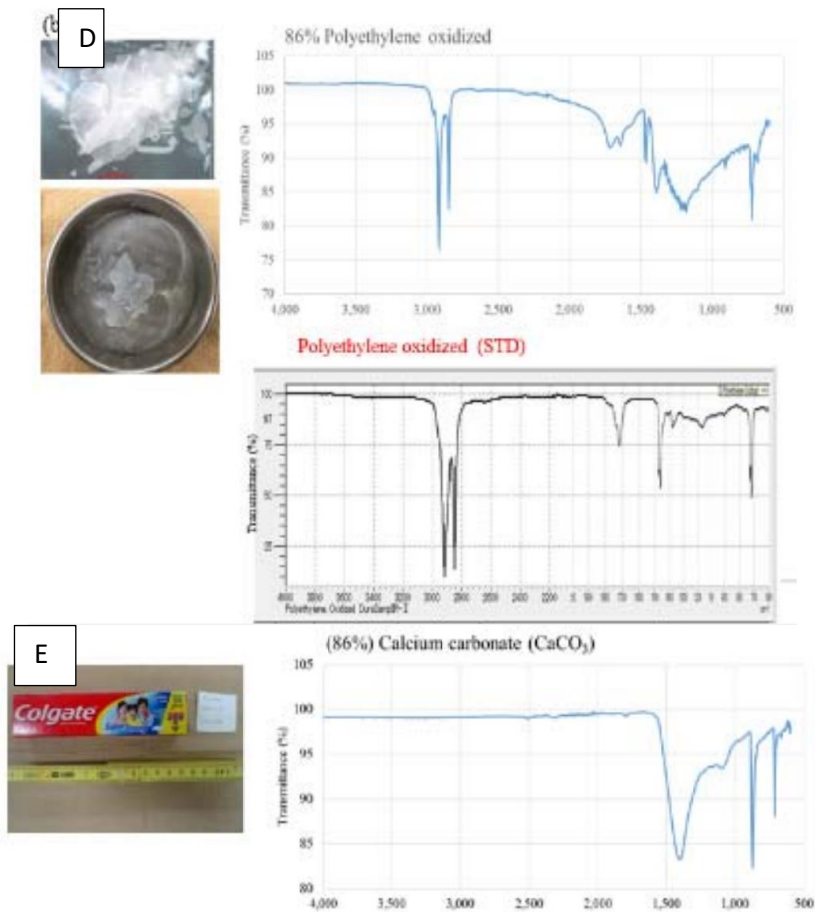 D
86% Polyethylene oxidized
Transmittance (%)
105
100
95
90
85
80
75
70
4,000 3,500 3,000 2,500 2,000 1,500 1,000 500
Polyethylene oxidized (STD)
Transmittance (%)
100
Polyethylene Oxidized
E
(86%) Calcium carbonate (CaCO3)
Colgate
Transmittance (%)
105
100
95
90
85
80
4,000 3,500 3,000 2,500 2,000 1,500 1,000 500